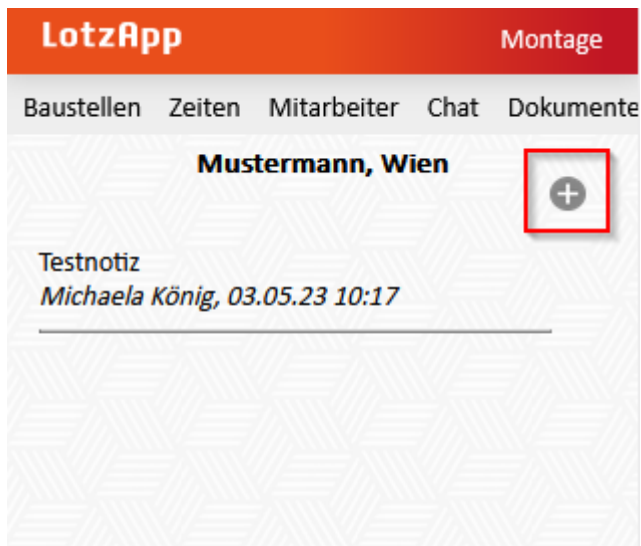 LotzApp Montage
Baustellen Zeiten Mitarbeiter Chat Dokumente
Mustermann, Wien
Testnotiz
Michaela König, 03.05.23 10:17